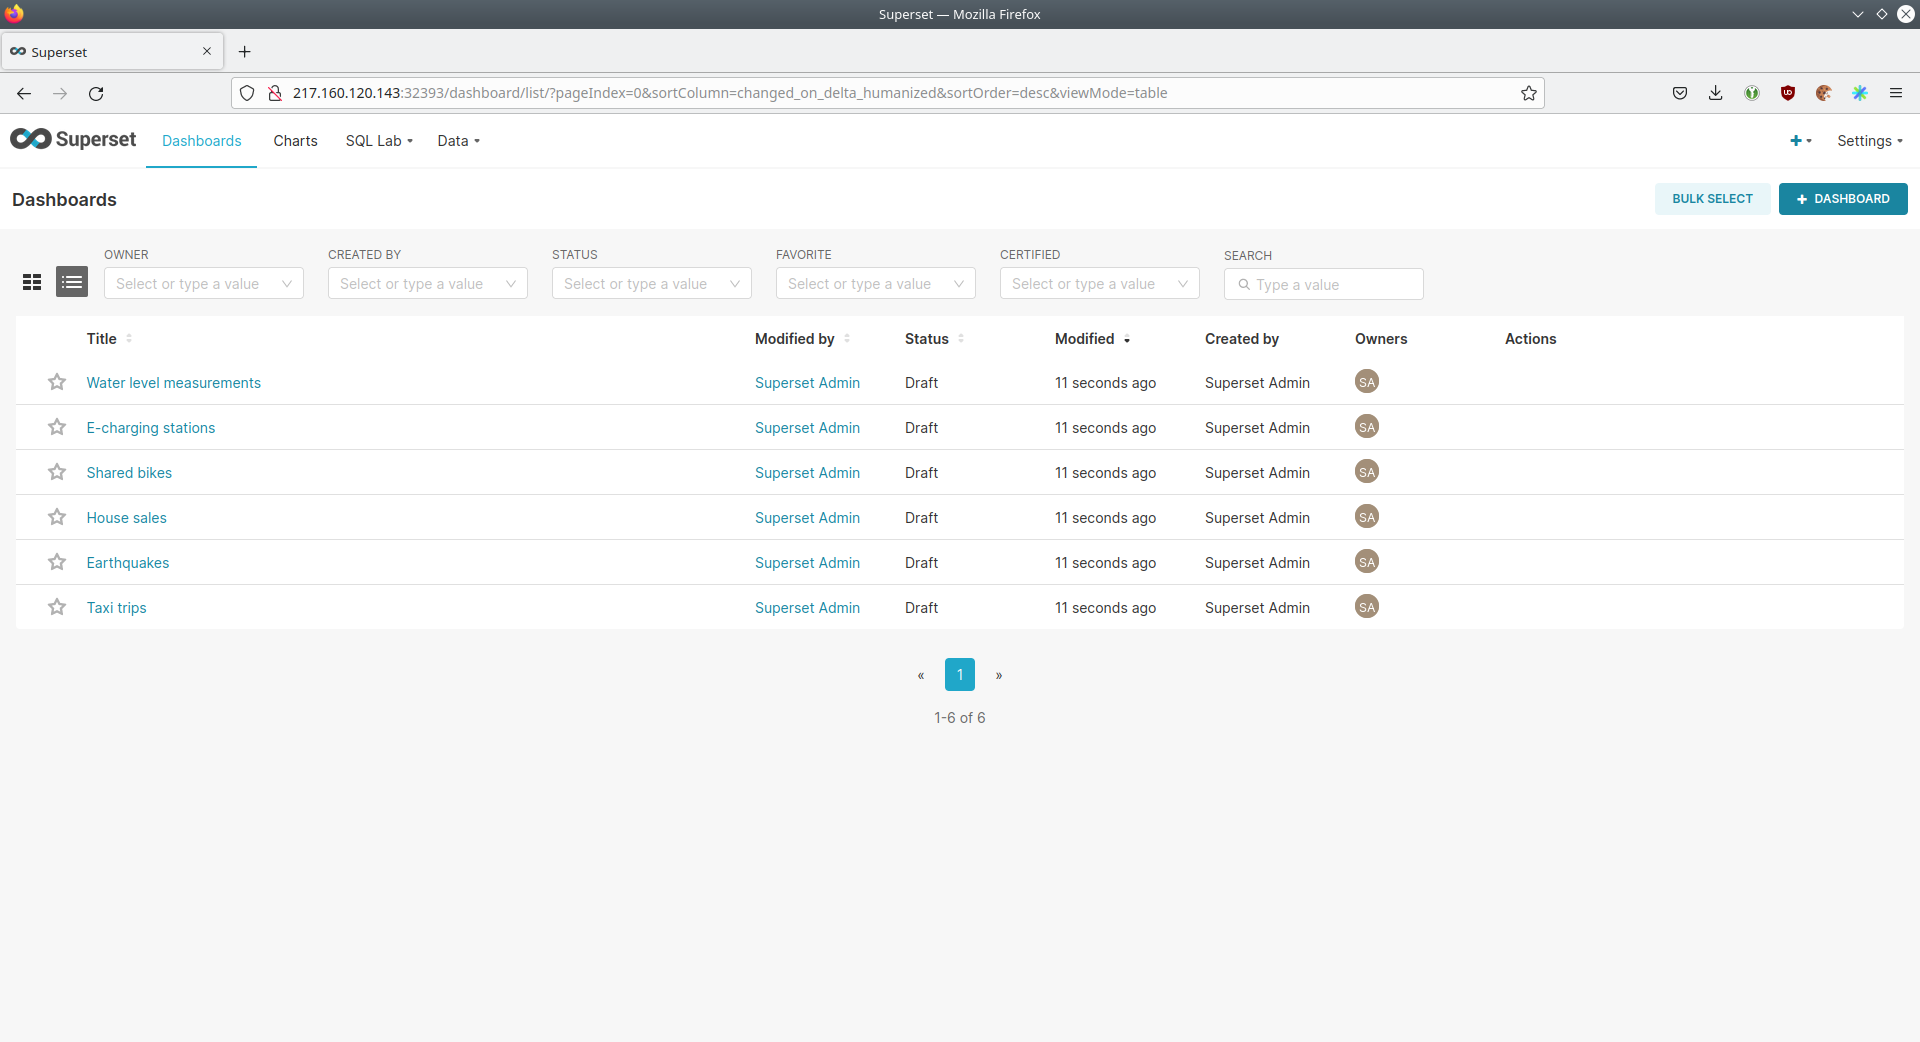 Superset — Mozilla Firefox
Superset
217.160.120.143:32393/dashboard/list/?pageIndex=0&sortColumn=changed_on_delta_humanized&sortOrder=desc&viewMode=table
Superset Dashboards Charts SQL Lab Data Settings
Dashboards BULK SELECT + DASHBOARD
OWNER CREATED BY STATUS FAVORITE CERTIFIED SEARCH
Select or type a value Select or type a value Select or type a value Select or type a value Select or type a value Type a value
Title Modified by Status Modified Created by Owners Actions
Water level measurements Superset Admin Draft 11 seconds ago Superset Admin SA
E-charging stations Superset Admin Draft 11 seconds ago Superset Admin SA
Shared bikes Superset Admin Draft 11 seconds ago Superset Admin SA
House sales Superset Admin Draft 11 seconds ago Superset Admin SA
Earthquakes Superset Admin Draft 11 seconds ago Superset Admin SA
Taxi trips Superset Admin Draft 11 seconds ago Superset Admin SA
« 1 »
1-6 of 6